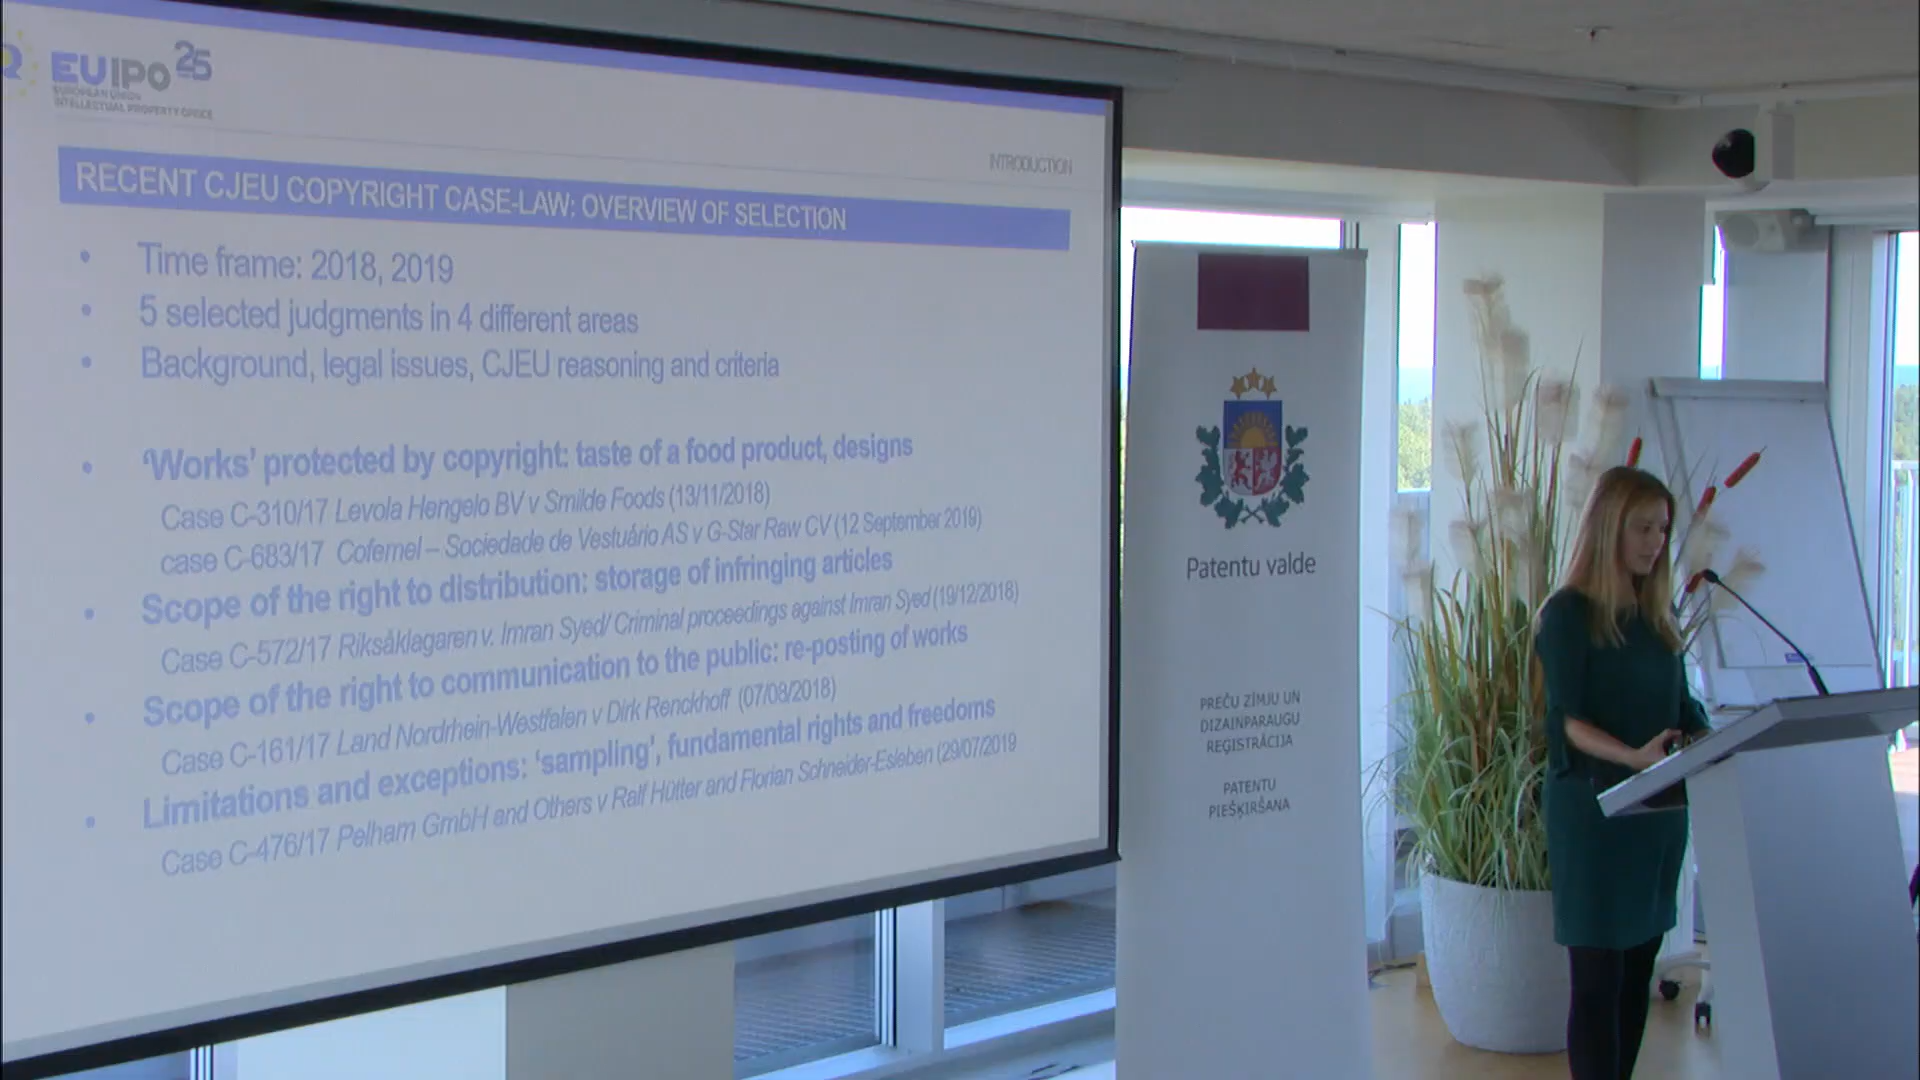 EUIPO 25
EUROPEAN UNION
INTELLECTUAL PROPERTY OFFICE
INTRODUCTION
RECENT CJEU COPYRIGHT CASE-LAW: OVERVIEW OF SELECTION
• Time frame: 2018, 2019
• 5 selected judgments in 4 different areas
• Background, legal issues, CJEU reasoning and criteria
• ‘Works’ protected by copyright: taste of a food product, designs
Case C-310/17 Levola Hengelo BV v Smilde Foods (13/11/2018)
case C-683/17 Cofemel – Sociedade de Vestuário AS v G-Star Raw CV (12 September 2019)
• Scope of the right to distribution: storage of infringing articles
Case C-572/17 Riksåklagaren v. Imran Syed/ Criminal proceedings against Imran Syed (19/12/2018)
• Scope of the right to communication to the public: re-posting of works
Case C-161/17 Land Nordrhein-Westfalen v Dirk Renckhoff (07/08/2018)
• Limitations and exceptions: ‘sampling’, fundamental rights and freedoms
Case C-476/17 Pelham GmbH and Others v Ralf Hütter and Florian Schneider-Esleben (29/07/2019
Patentu valde
PREČU ZĪMJU UN
DIZAINPARAUGU
REĢISTRĀCIJA
PATENTU
PIEŠĶIRŠANA